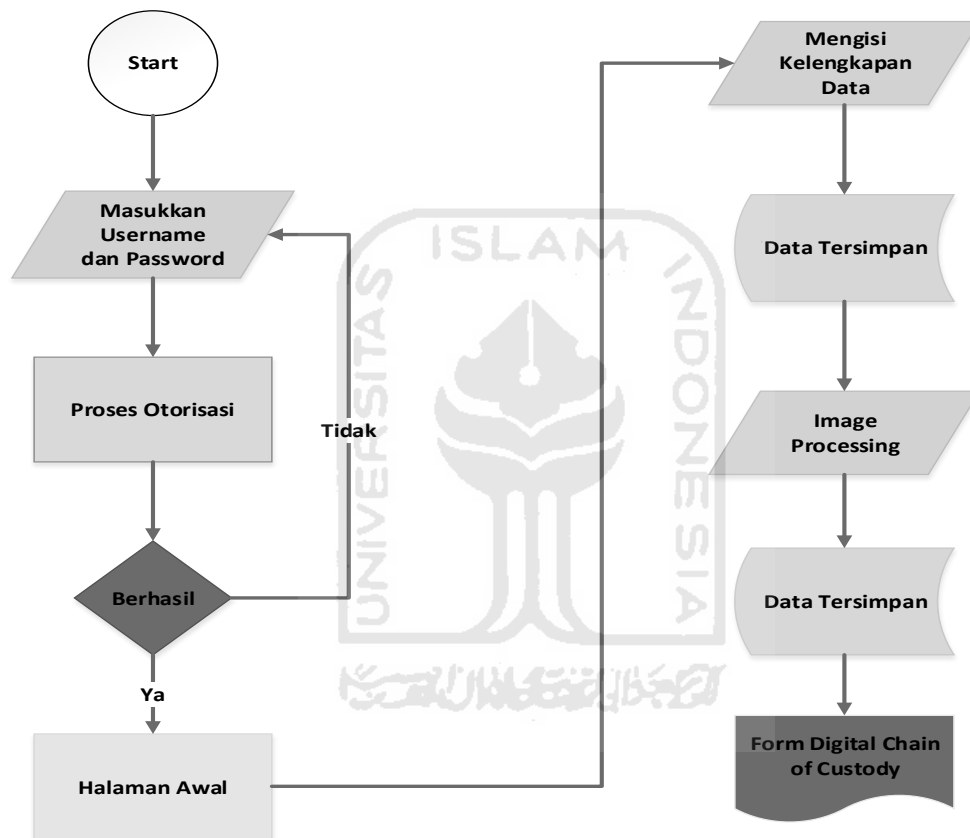 Start
Masukkan
Username
dan Password
Proses Otorisasi
Tidak
Berhasil
Ya
Halaman Awal
Mengisi
Kelengkapan
Data
Data Tersimpan
Image
Processing
Data Tersimpan
Form Digital Chain
of Custody
UNIVERSITAS
ISLAM
INDONESIA